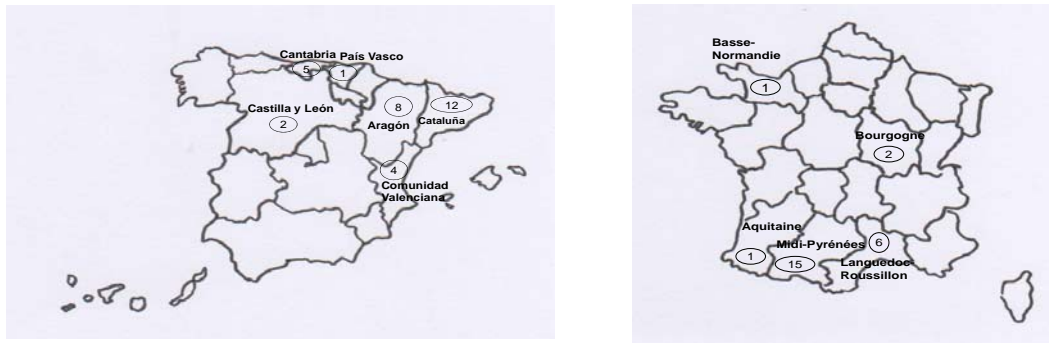 Cantabria País Vasco
5
1
Castilla y León
2
8
Aragón
12
Cataluña
4
Comunidad
Valenciana
Basse-
Normandie
1
Bourgogne
2
Aquitaine
1
Midi-Pyrénées
15
6
Languedoc-
Roussillon